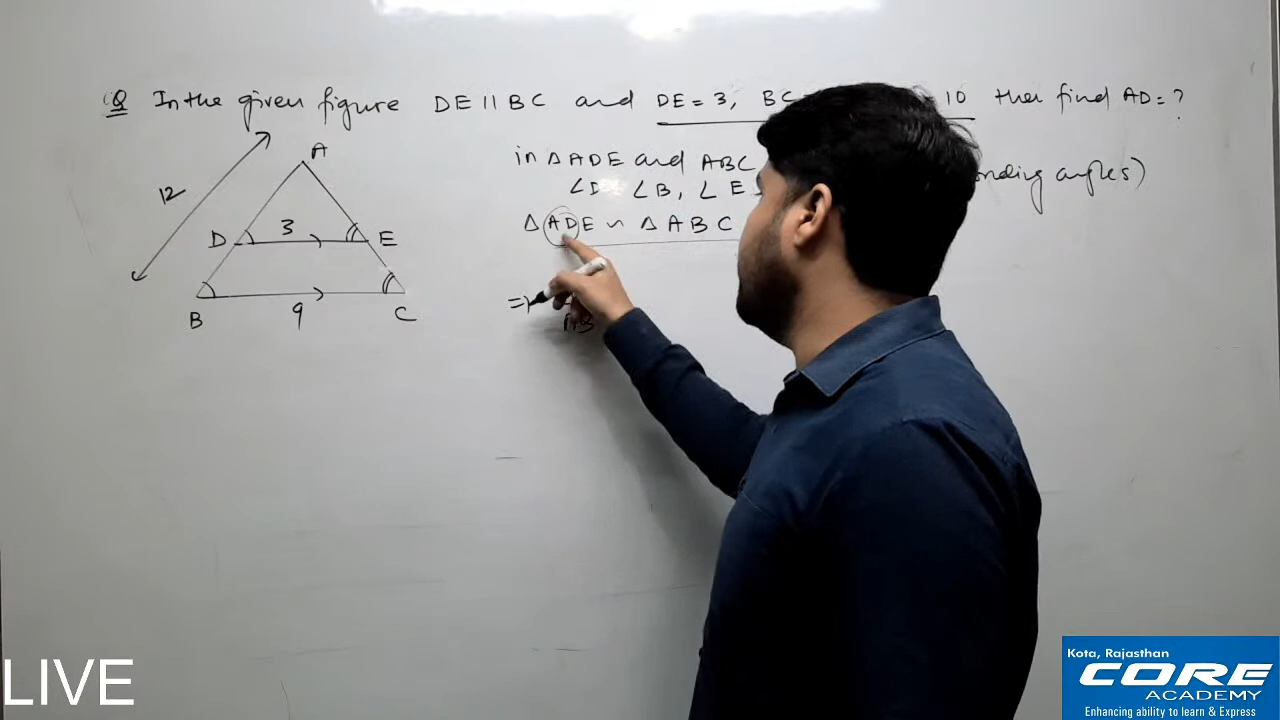 Q In the given figure DE || BC and DE = 3, BC 10 then find AD = ?
in Δ ADE and ABC
∠B, ∠E nding angles)
Δ ADE ∽ Δ ABC
⇒
A
12
D 3 E
B 9 C
LIVE
Kota, Rajasthan
CORE
ACADEMY
Enhancing ability to learn & Express